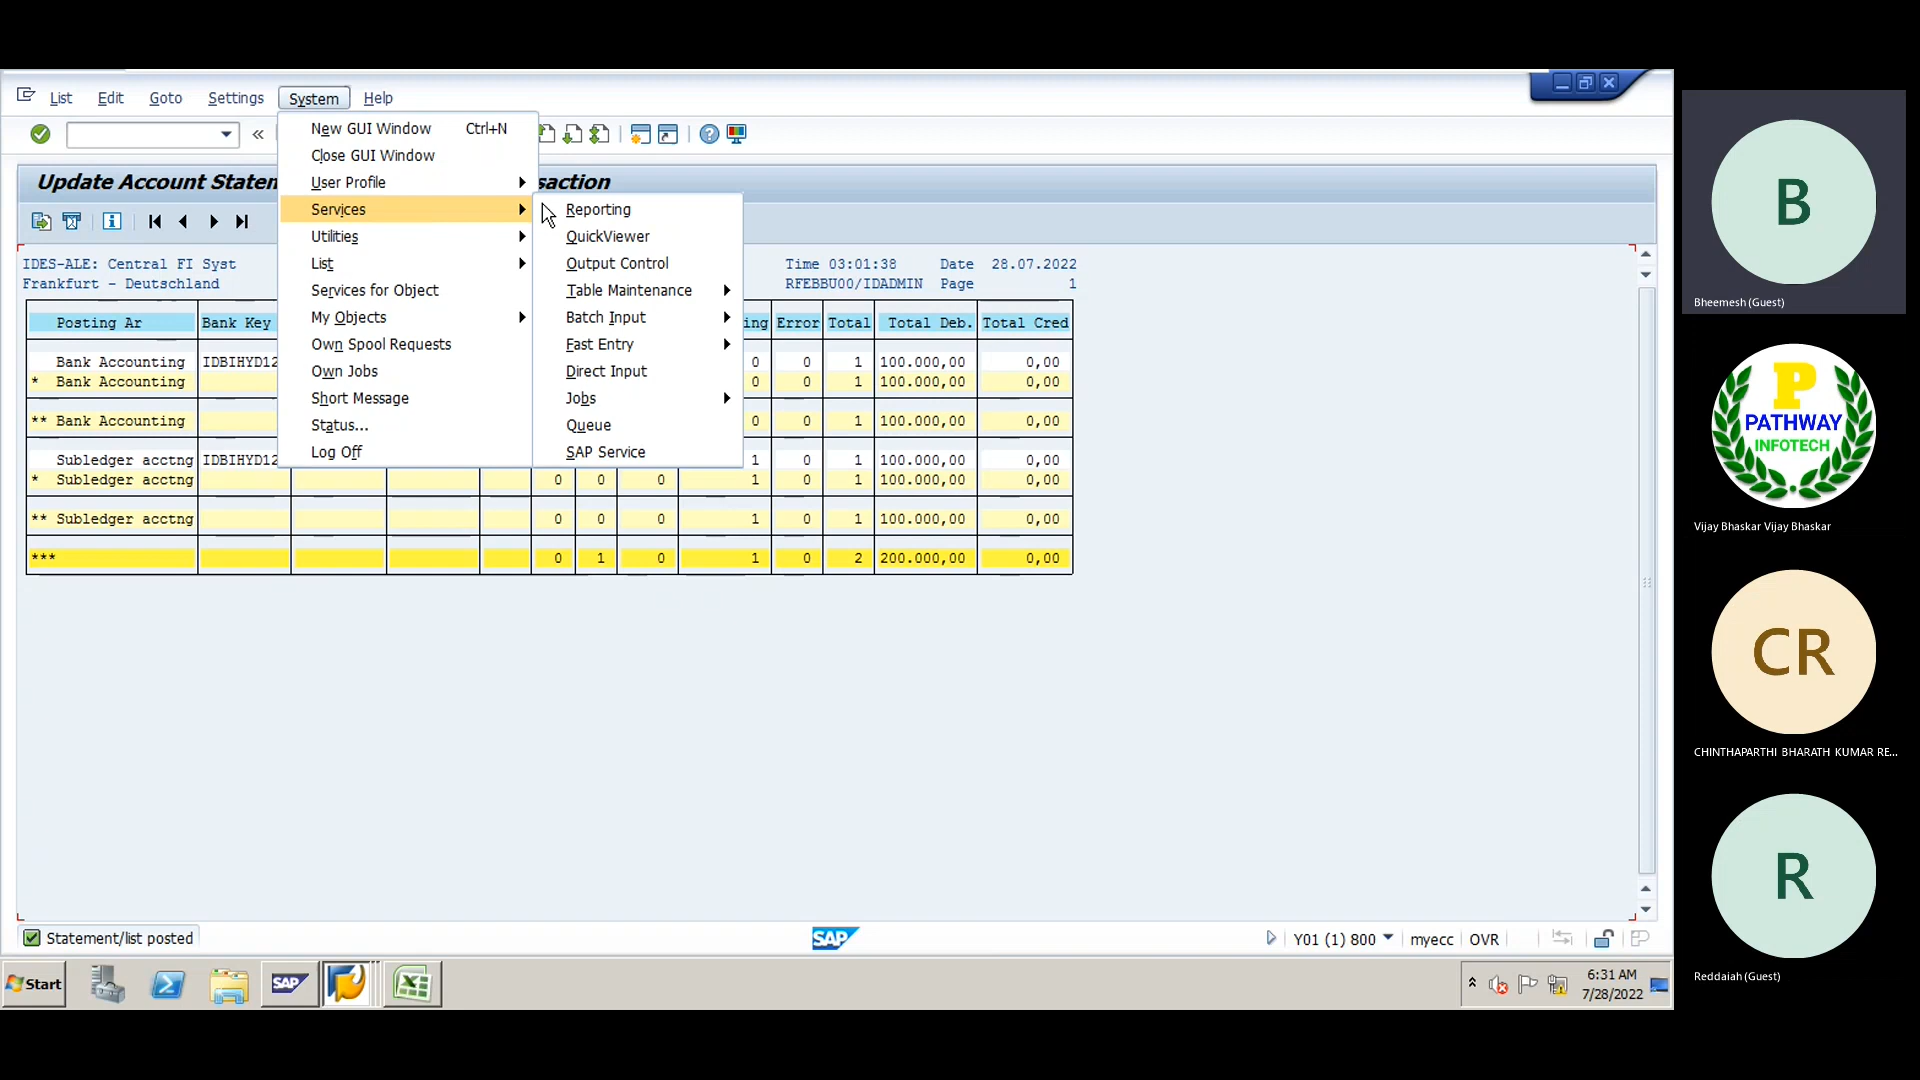 List Edit Goto Settings System Help
New GUI Window Ctrl+N
Close GUI Window
User Profile
Services
Utilities
List
Services for Object
My Objects
Own Spool Requests
Own Jobs
Short Message
Status...
Log Off
Reporting
QuickViewer
Output Control
Table Maintenance
Batch Input
Fast Entry
Direct Input
Jobs
Queue
SAP Service
Update Account Staten saction
IDES-ALE: Central FI Syst Time 03:01:38 Date 28.07.2022
Frankfurt - Deutschland RFEBBU00/IDADMIN Page 1
Posting Ar Bank Key ing Error Total Total Deb. Total Cred
Bank Accounting IDBIHYD12 0 0 1 100.000,00 0,00
* Bank Accounting 0 0 1 100.000,00 0,00
** Bank Accounting 0 0 1 100.000,00 0,00
Subledger acctng IDBIHYD12 1 0 1 100.000,00 0,00
* Subledger acctng 0 0 0 1 0 1 100.000,00 0,00
** Subledger acctng 0 0 0 1 0 1 100.000,00 0,00
*** 0 1 0 1 0 2 200.000,00 0,00
Statement/list posted
SAP
Y01 (1) 800 myecc OVR
Start
SAP
6:31 AM
7/28/2022
B
Bheemesh (Guest)
P
PATHWAY
INFOTECH
Vijay Bhaskar Vijay Bhaskar
CR
CHINTHAPARTHI BHARATH KUMAR RE...
R
Reddaiah (Guest)